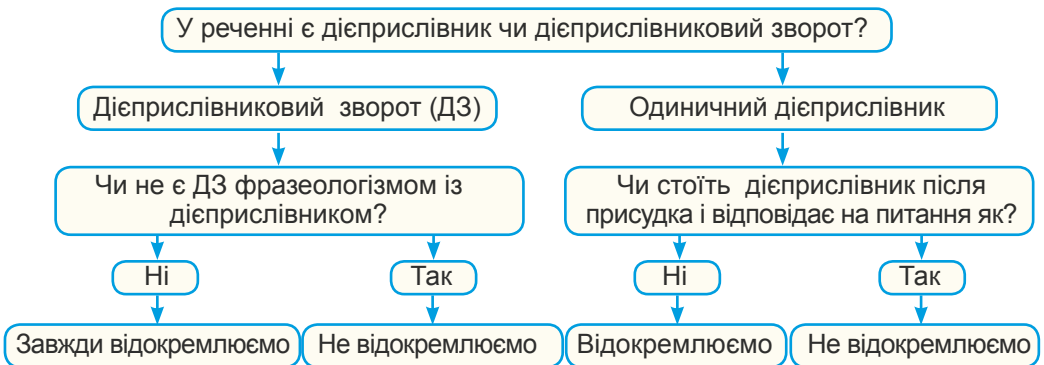 У реченні є дієприслівник чи дієприслівниковий зворот?
Дієприслівниковий зворот (ДЗ)
Одиничний дієприслівник
Чи не є ДЗ фразеологізмом із
дієприслівником?
Чи стоїть дієприслівник після
присудка і відповідає на питання як?
Ні
Так
Ні
Так
Завжди відокремлюємо
Не відокремлюємо
Відокремлюємо
Не відокремлюємо